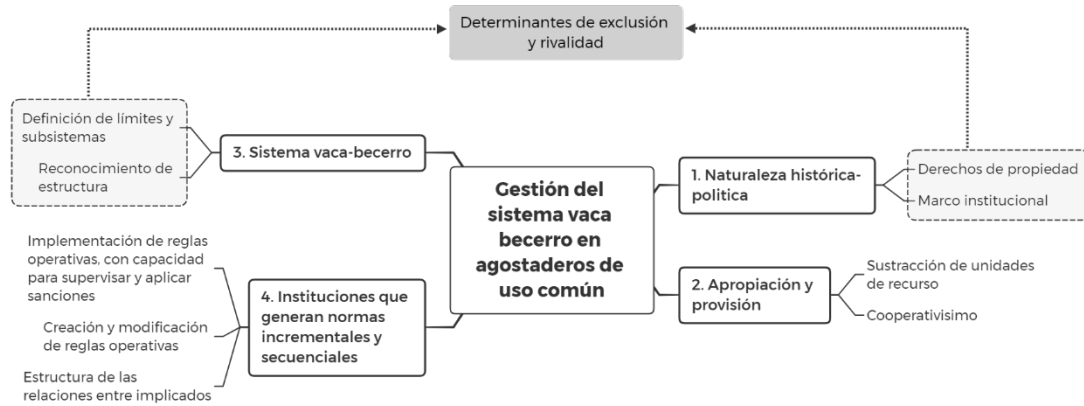 Determinantes de exclusión
y rivalidad
Definición de límites y
subsistemas
Reconocimiento de
estructura
3. Sistema vaca-becerro
Gestión del
sistema vaca
becerro en
agostaderos de
uso común
1. Naturaleza histórica-
politica
Derechos de propiedad
Marco institucional
2. Apropiación y
provisión
Sustracción de unidades
de recurso
Cooperativisimo
Implementación de reglas
operativas, con capacidad
para supervisar y aplicar
sanciones
Creación y modificación
de reglas operativas
Estructura de las
relaciones entre implicados
4. Instituciones que
generan normas
incrementales y
secuenciales